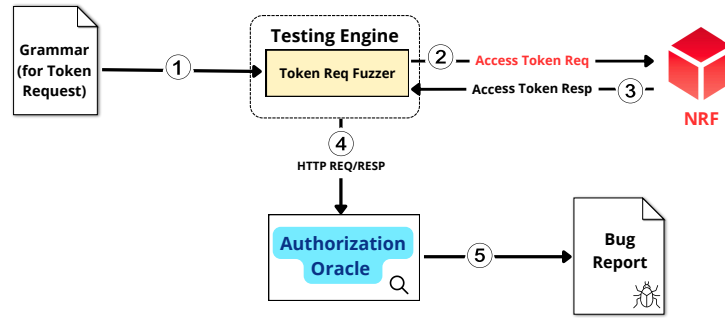 Grammar
(for Token
Request)
1
Testing Engine
Token Req Fuzzer
2
Access Token Req
Access Token Resp
3
NRF
4
HTTP REQ/RESP
Authorization
Oracle
5
Bug
Report